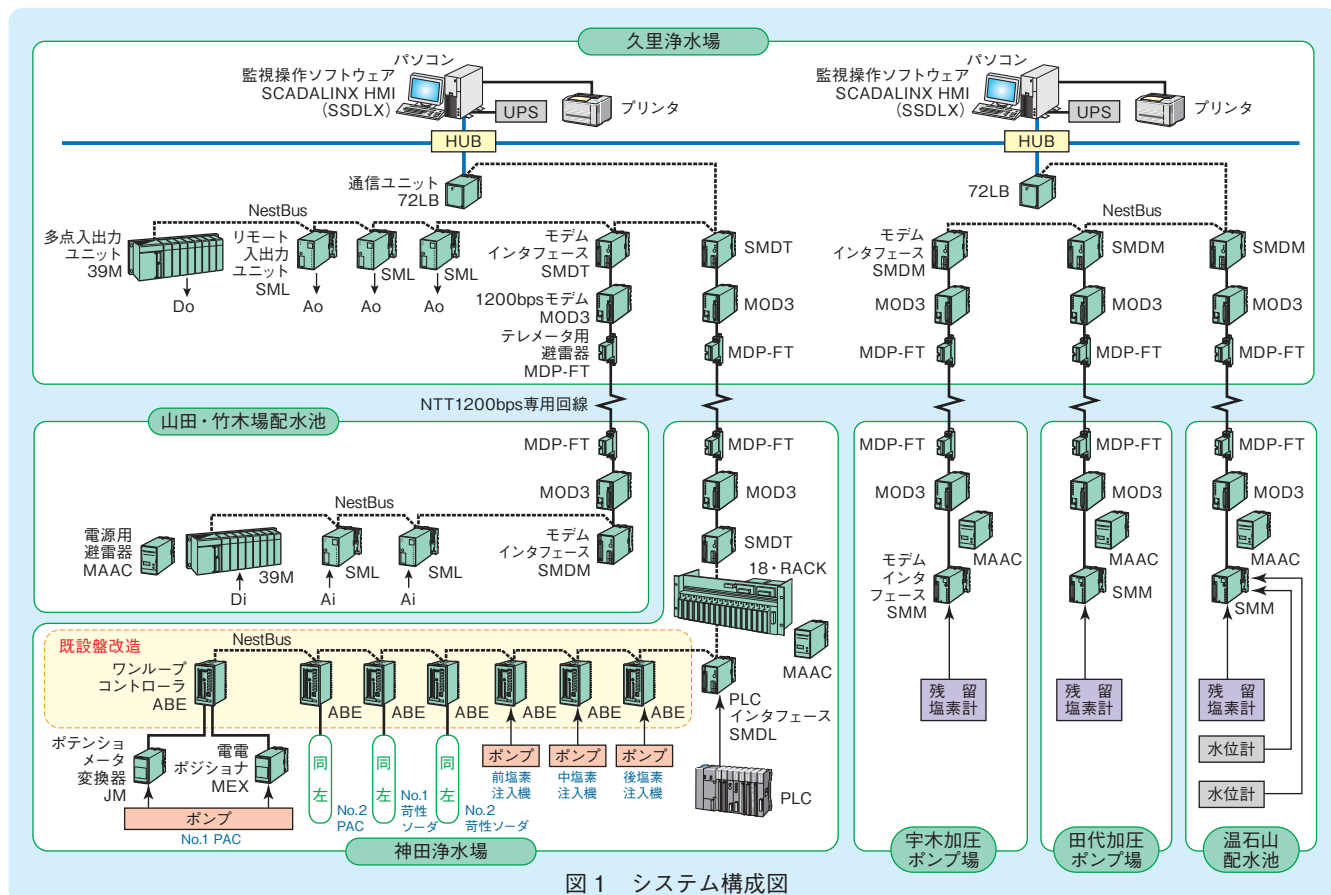 久里浄水場
パソコン
監視操作ソフトウェア
SCADALINX HMI
(SSDLX)
UPS
プリンタ
HUB
パソコン
監視操作ソフトウェア
SCADALINX HMI
(SSDLX)
UPS
プリンタ
HUB
通信ユニット
72LB
72LB
NestBus
多点入出力
ユニット
39M
Do
リモート
入出力
ユニット
SML
Ao
SML
Ao
SML
Ao
モデム
インタフェース
SMDT
SMDT
1200bpsモデム
MOD3
MOD3
テレメータ用
避雷器
MDP-FT
MDP-FT
NestBus
モデム
インタフェース
SMDM
SMDM
SMDM
MOD3
MOD3
MOD3
MDP-FT
MDP-FT
MDP-FT
NTT1200bps専用回線
山田・竹木場配水池
MDP-FT
MOD3
NestBus
電源用
避雷器
MAAC
39M
Di
SML
Ai
SML
Ai
モデム
インタフェース
SMDM
MDP-FT
MOD3
SMDT
18・RACK
MAAC
既設盤改造
NestBus
ワンループ
コントローラ
ABE
ABE
ABE
ABE
ABE
ABE
ABE
PLC
インタフェース
SMDL
PLC
ポテンショ
メータ
変換器
JM
電電
ポジショナ
MEX
ポンプ
No.1 PAC
同左
No.2
PAC
同左
No.1
苛性
ソーダ
同左
No.2
苛性ソーダ
ポンプ
前塩素
注入機
ポンプ
中塩素
注入機
ポンプ
後塩素
注入機
神田浄水場
MDP-FT
MOD3
MAAC
モデム
インタ
フェース
SMM
残留
塩素計
宇木加圧
ポンプ場
MDP-FT
MOD3
MAAC
SMM
残留
塩素計
田代加圧
ポンプ場
MDP-FT
MOD3
MAAC
SMM
残留
塩素計
水位計
水位計
温石山
配水池
図1 システム構成図